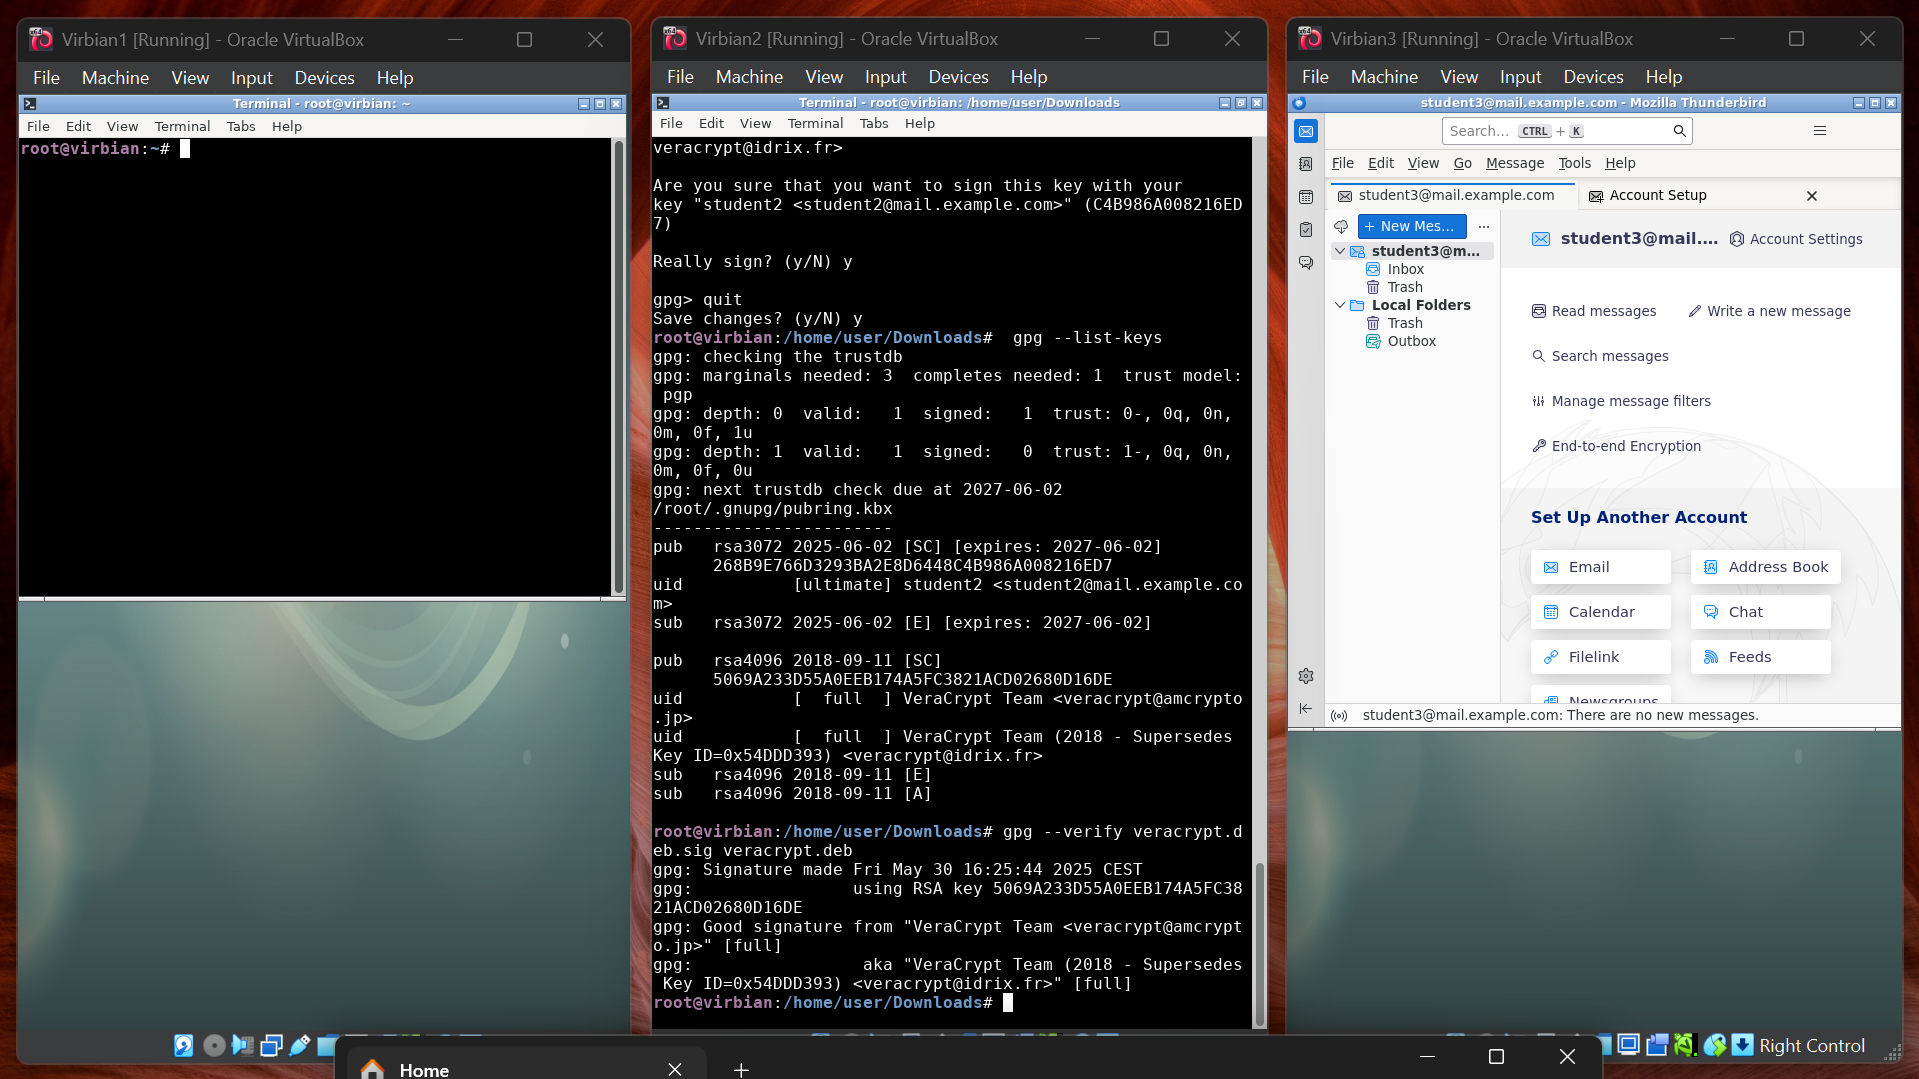 Virbian1 [Running] - Oracle VirtualBox
File Machine View Input Devices Help
Terminal - root@virbian: ~
File Edit View Terminal Tabs Help
root@virbian:~#
Virbian2 [Running] - Oracle VirtualBox
File Machine View Input Devices Help
Terminal - root@virbian: /home/user/Downloads
File Edit View Terminal Tabs Help
veracrypt@idrix.fr>
Are you sure that you want to sign this key with your
key "student2 <student2@mail.example.com>" (C4B986A008216ED
7)
Really sign? (y/N) y
gpg> quit
Save changes? (y/N) y
root@virbian:/home/user/Downloads#  gpg --list-keys
gpg: checking the trustdb
gpg: marginals needed: 3  completes needed: 1  trust model:
 pgp
gpg: depth: 0  valid:   1  signed:   1  trust: 0-, 0q, 0n,
0m, 0f, 1u
gpg: depth: 1  valid:   1  signed:   0  trust: 1-, 0q, 0n,
0m, 0f, 0u
gpg: next trustdb check due at 2027-06-02
/root/.gnupg/pubring.kbx
------------------------
pub   rsa3072 2025-06-02 [SC] [expires: 2027-06-02]
      268B9E766D3293BA2E8D6448C4B986A008216ED7
uid           [ultimate] student2 <student2@mail.example.co
m>
sub   rsa3072 2025-06-02 [E] [expires: 2027-06-02]
pub   rsa4096 2018-09-11 [SC]
      5069A233D55A0EEB174A5FC3821ACD02680D16DE
uid           [  full  ] VeraCrypt Team <veracrypt@amcrypto
.jp>
uid           [  full  ] VeraCrypt Team (2018 - Supersedes
Key ID=0x54DDD393) <veracrypt@idrix.fr>
sub   rsa4096 2018-09-11 [E]
sub   rsa4096 2018-09-11 [A]
root@virbian:/home/user/Downloads# gpg --verify veracrypt.d
eb.sig veracrypt.deb
gpg: Signature made Fri May 30 16:25:44 2025 CEST
gpg:                using RSA key 5069A233D55A0EEB174A5FC38
21ACD02680D16DE
gpg: Good signature from "VeraCrypt Team <veracrypt@amcrypt
o.jp>" [full]
gpg:                 aka "VeraCrypt Team (2018 - Supersedes
 Key ID=0x54DDD393) <veracrypt@idrix.fr>" [full]
root@virbian:/home/user/Downloads#
Virbian3 [Running] - Oracle VirtualBox
File Machine View Input Devices Help
student3@mail.example.com - Mozilla Thunderbird
Search... CTRL + K
File Edit View Go Message Tools Help
student3@mail.example.com
Account Setup
+ New Mes...
student3@m...
Inbox
Trash
Local Folders
Trash
Outbox
student3@mail.... Account Settings
Read messages Write a new message
Search messages
Manage message filters
End-to-end Encryption
Set Up Another Account
Email Address Book
Calendar Chat
Filelink Feeds
Newsgroups
student3@mail.example.com: There are no new messages.
Right Control
Home